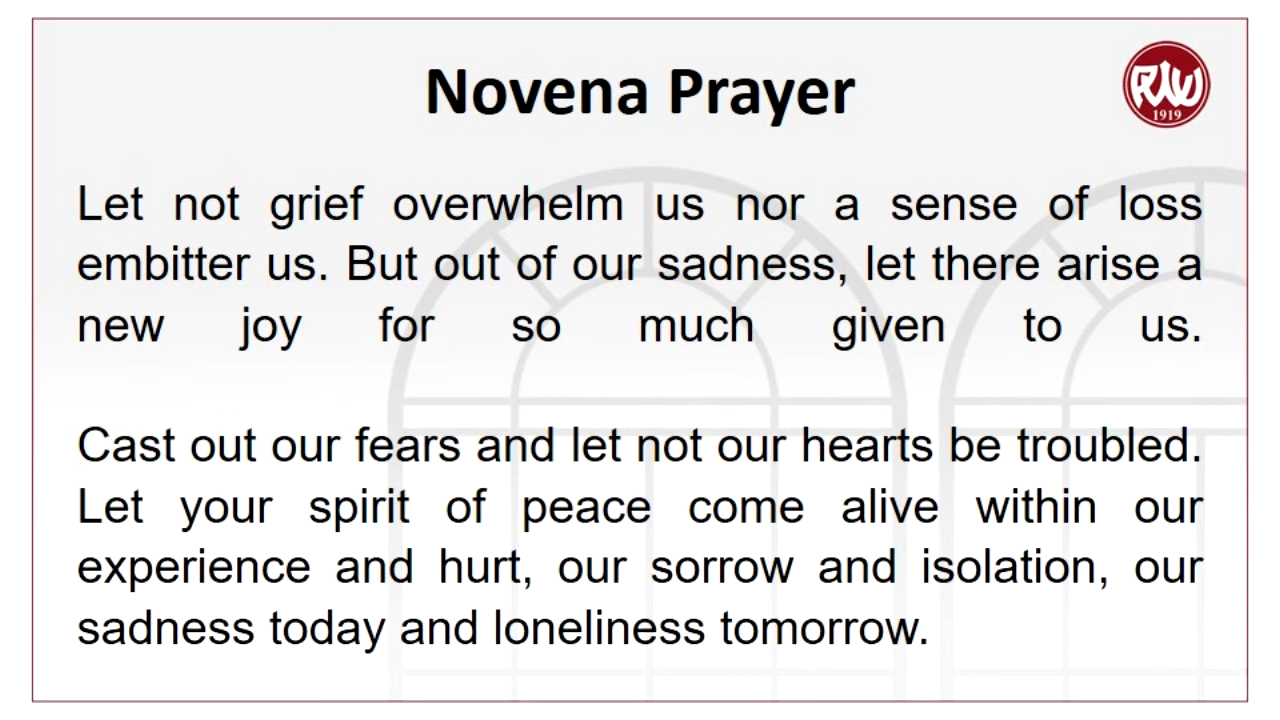 Novena Prayer
RIW
1919
Let not grief overwhelm us nor a sense of loss
embitter us. But out of our sadness, let there arise a
new joy for so much given to us.
Cast out our fears and let not our hearts be troubled.
Let your spirit of peace come alive within our
experience and hurt, our sorrow and isolation, our
sadness today and loneliness tomorrow.